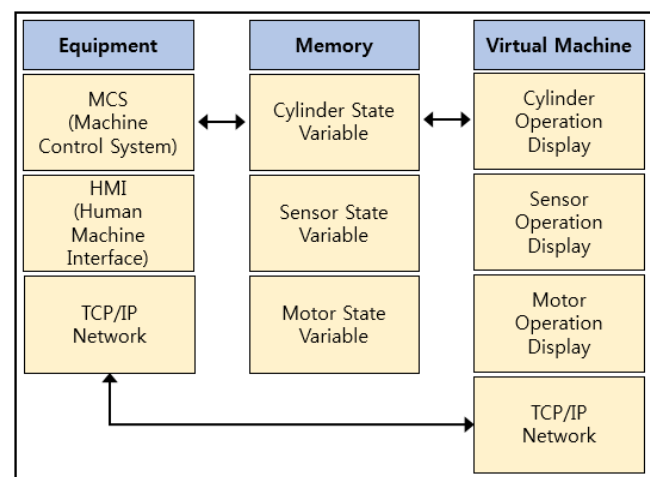 Equipment
Memory
Virtual Machine
MCS
(Machine
Control System)
Cylinder State
Variable
Cylinder
Operation
Display
HMI
(Human
Machine
Interface)
Sensor State
Variable
Sensor
Operation
Display
TCP/IP
Network
Motor State
Variable
Motor
Operation
Display
TCP/IP
Network